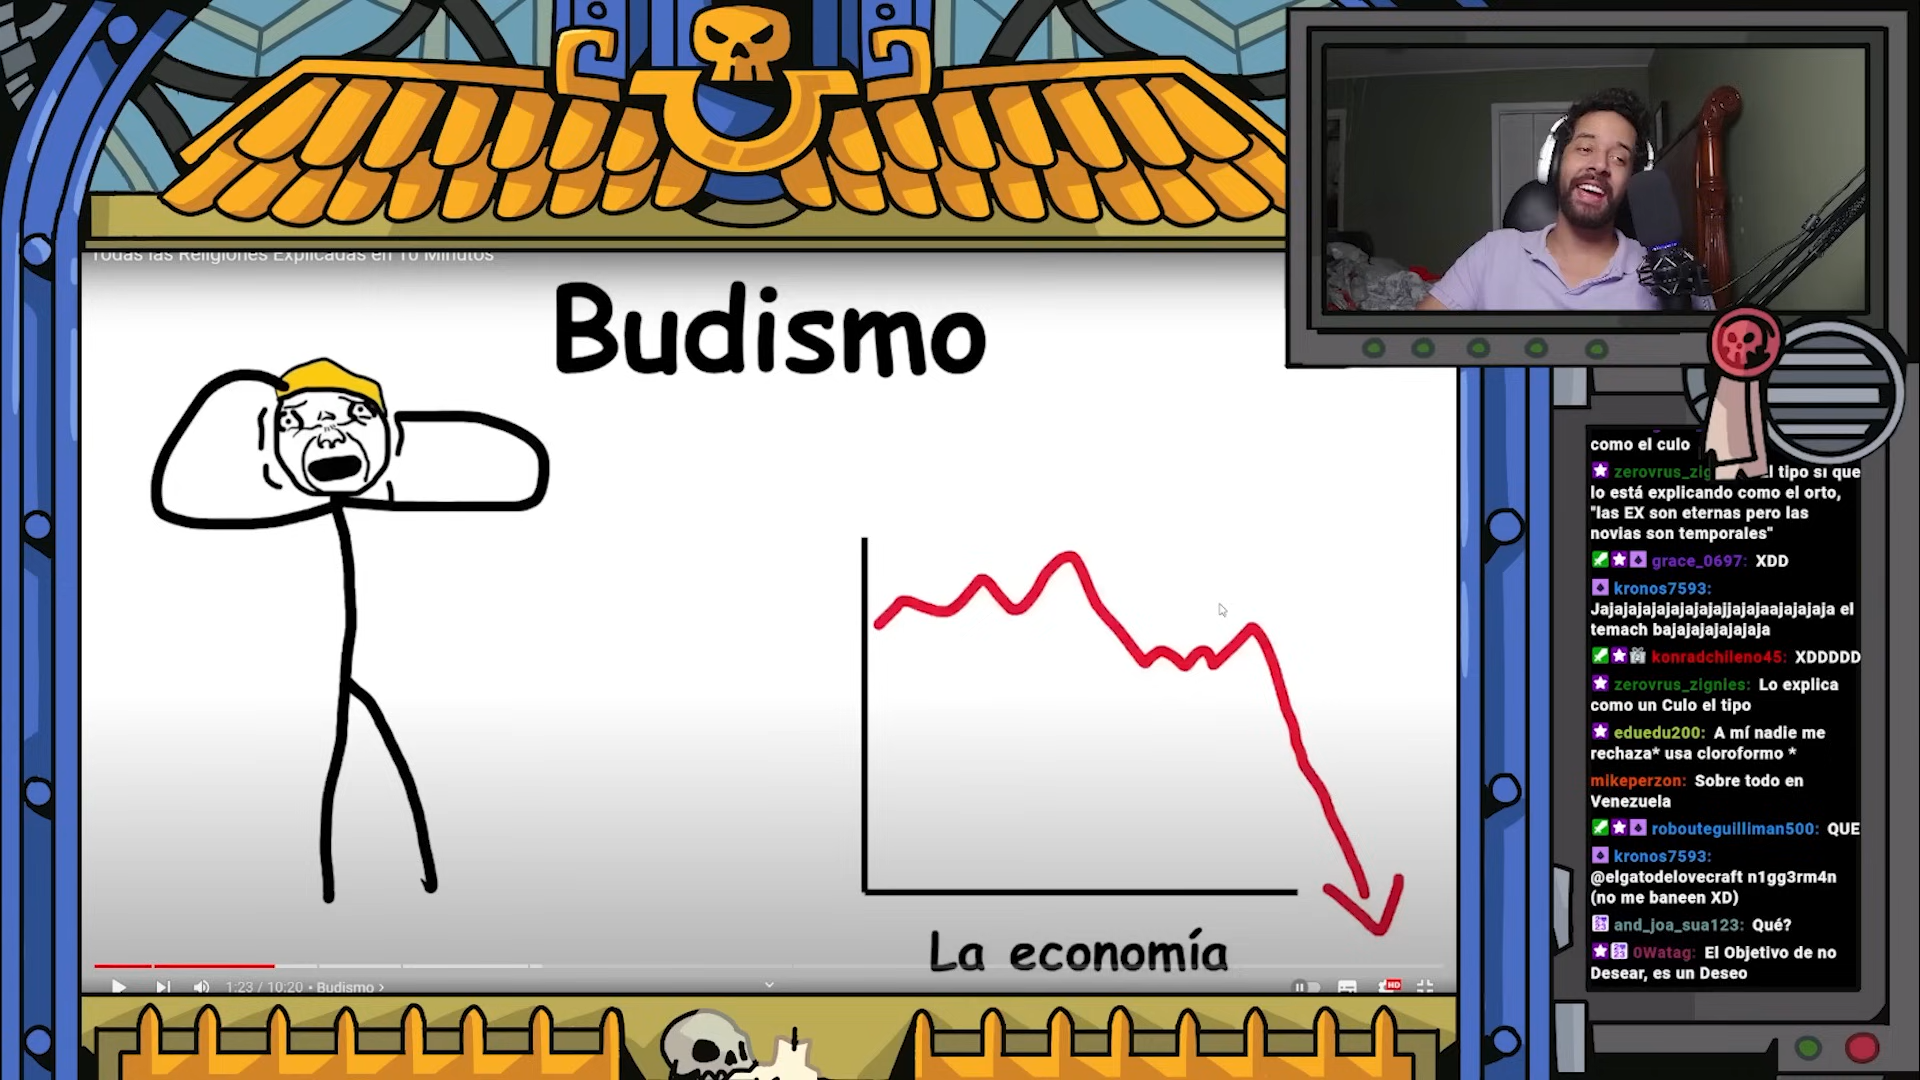 Todas las Religiones Explicadas en 10 Minutos
Budismo
La economía
1:23 / 10:20 • Budismo >
HD
como el culo
zerovrus_zig l tipo si que
lo está explicando como el orto,
"las EX son eternas pero las
novias son temporales"
grace_0697: XDD
kronos7593:
Jajajajajajajajajjajajaajajajaja el
temach bajajajajajajaja
konradchileno45: XDDDDD
zerovrus_zignies: Lo explica
como un Culo el tipo
eduedu200: A mí nadie me
rechaza* usa cloroformo *
mikeperzon: Sobre todo en
Venezuela
robouteguilliman500: QUE
kronos7593:
@elgatodelovecraft n1gg3rm4n
(no me baneen XD)
and_joa_sua123: Qué?
0Watag: El Objetivo de no
Desear, es un Deseo